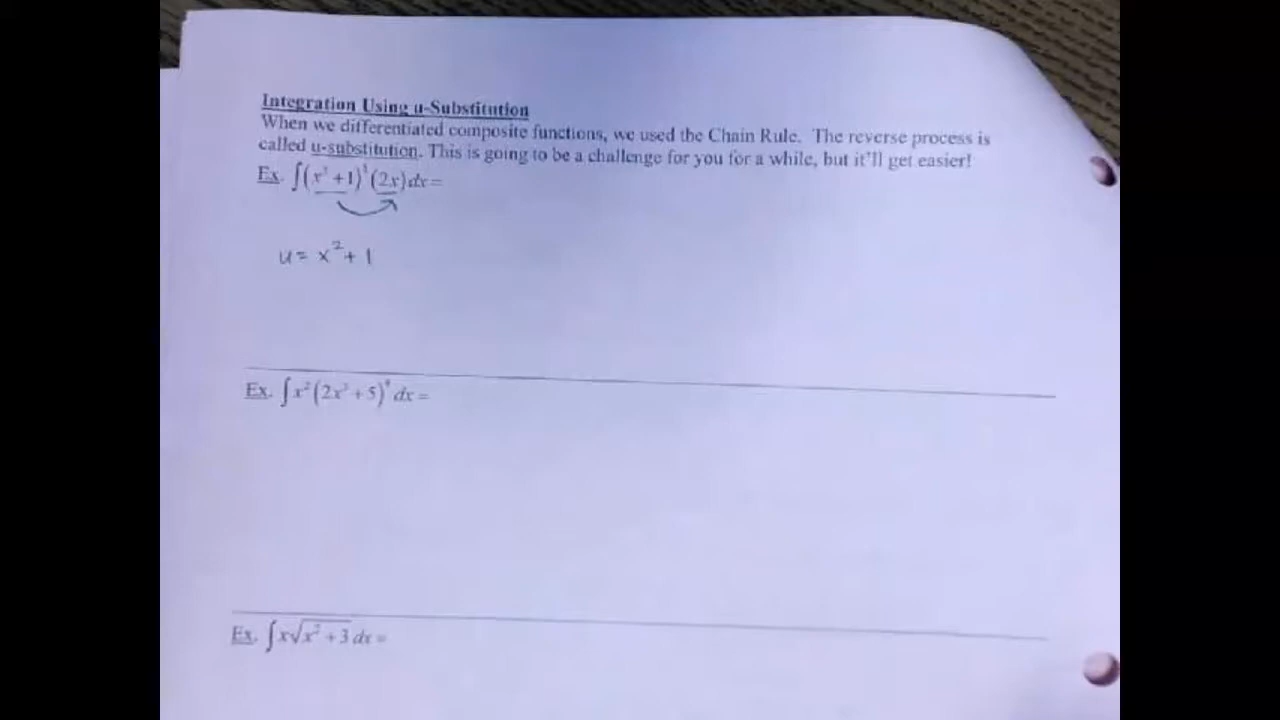 Integration Using u-Substitution
When we differentiated composite functions, we used the Chain Rule. The reverse process is
called u-substitution. This is going to be a challenge for you for a while, but it'll get easier!
Ex. ∫(x² +1) (2x)dx=
u = x² + 1
Ex. ∫x²(2x³+5) dx =
Ex. ∫x√x²+3 dx =